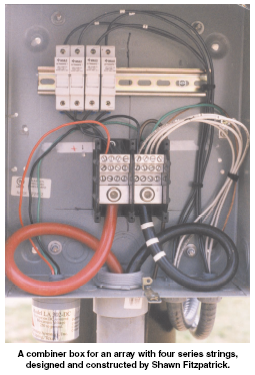 A combiner box for an array with four series strings,
designed and constructed by Shawn Fitzpatrick.